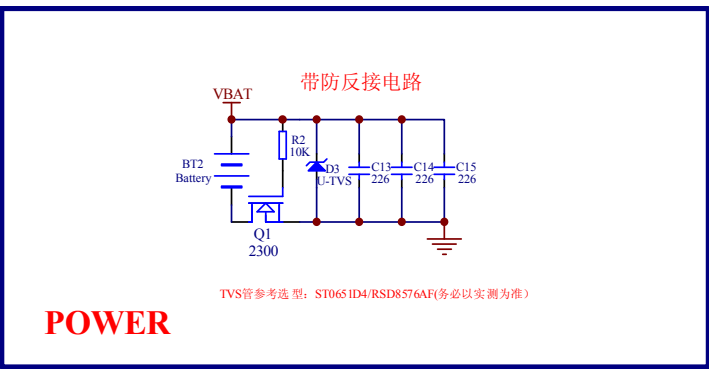 带防反接电路
VBAT
R2
10K
BT2
Battery
D3
U-TVS
C13
226
C14
226
C15
226
Q1
2300
TVS管参考选型：ST0651D4/RSD8576AF(务必以实测为准）
POWER